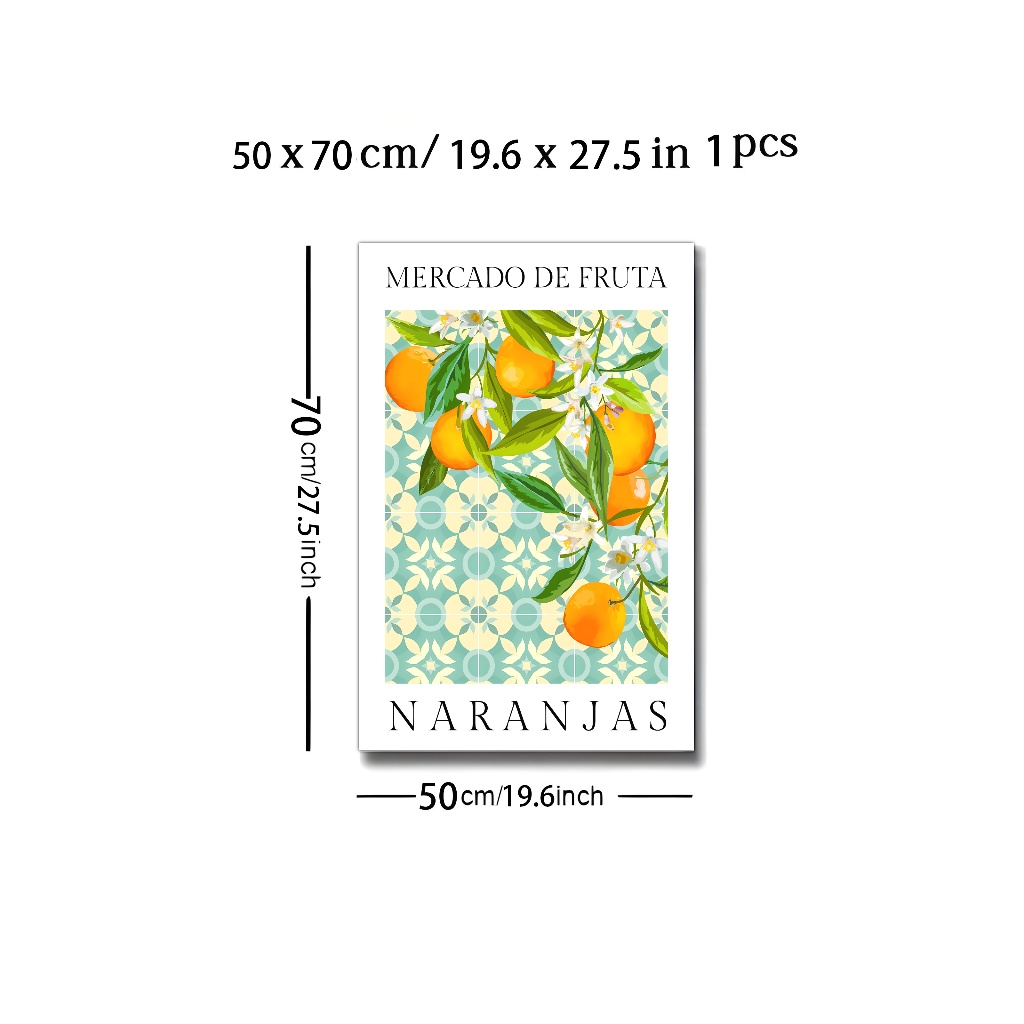 50 x 70 cm/ 19.6 x 27.5 in 1 pcs
MERCADO DE FRUTA
70 cm/27.5 inch
NARANJAS
50 cm/19.6 inch